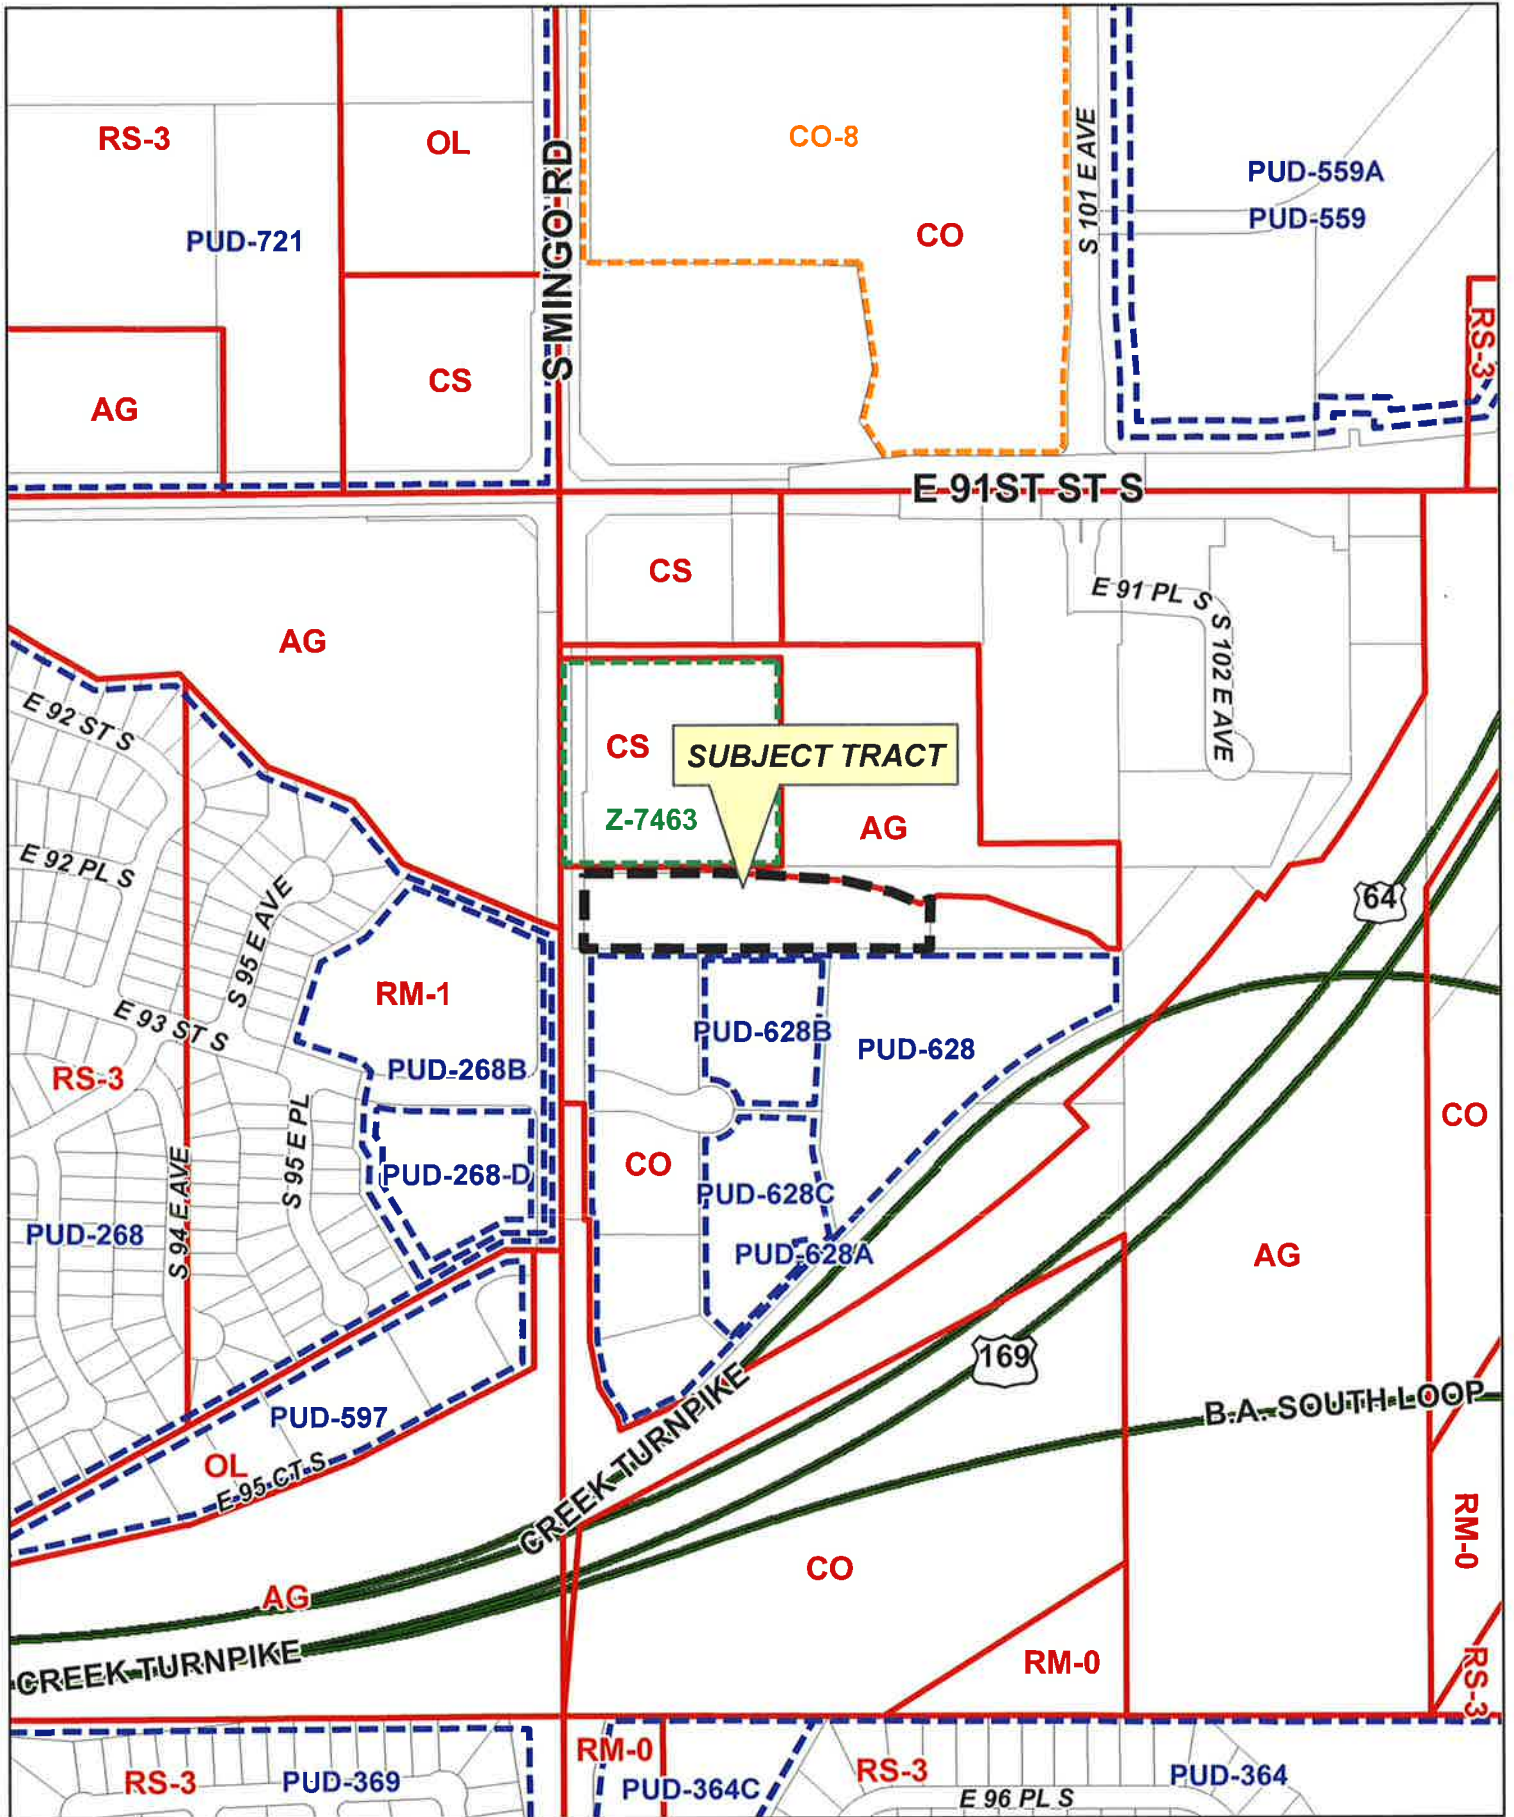 RS-3
OL
CO-8
S MINGO RD
S 101 E AVE
PUD-559A
PUD-559
PUD-721
CO
RS-3
CS
AG
E 91ST ST S
CS
E 91 PL S
S 102 E AVE
AG
E 92 ST S
CS
SUBJECT TRACT
Z-7463
AG
E 92 PL S
64
S 95 E AVE
RM-1
E 93 ST S
PUD-628B
PUD-628
PUD-268B
RS-3
S 95 E PL
CO
CO
PUD-268-D
S 94 E AVE
PUD-628C
PUD-268
PUD-628A
AG
169
B.A. SOUTH LOOP
PUD-597
CREEK TURNPIKE
OL
E 95 CT S
RM-0
CO
AG
CREEK TURNPIKE
RM-0
RS-3
RM-0
RS-3
PUD-369
PUD-364C
RS-3
PUD-364
E 96 PL S